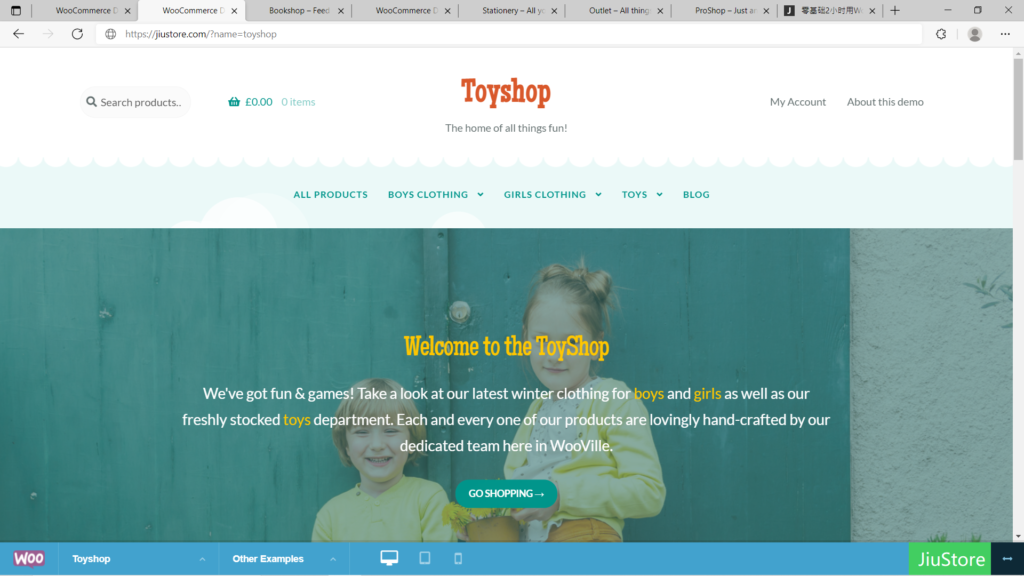 WooCommerce D
WooCommerce D
Bookshop – Feed
WooCommerce D
Stationery – All yo
Outlet – All thing
ProShop – Just a
J 零基础2小时用W
https://jiustore.com/?name=toyshop
Search products..
£0.00 0 items
Toyshop
The home of all things fun!
My Account
About this demo
ALL PRODUCTS
BOYS CLOTHING
GIRLS CLOTHING
TOYS
BLOG
Welcome to the ToyShop
We've got fun & games! Take a look at our latest winter clothing for boys and girls as well as our
freshly stocked toys department. Each and every one of our products are lovingly hand-crafted by our
dedicated team here in WooVille.
GO SHOPPING →
WOO
Toyshop
Other Examples
JiuStore